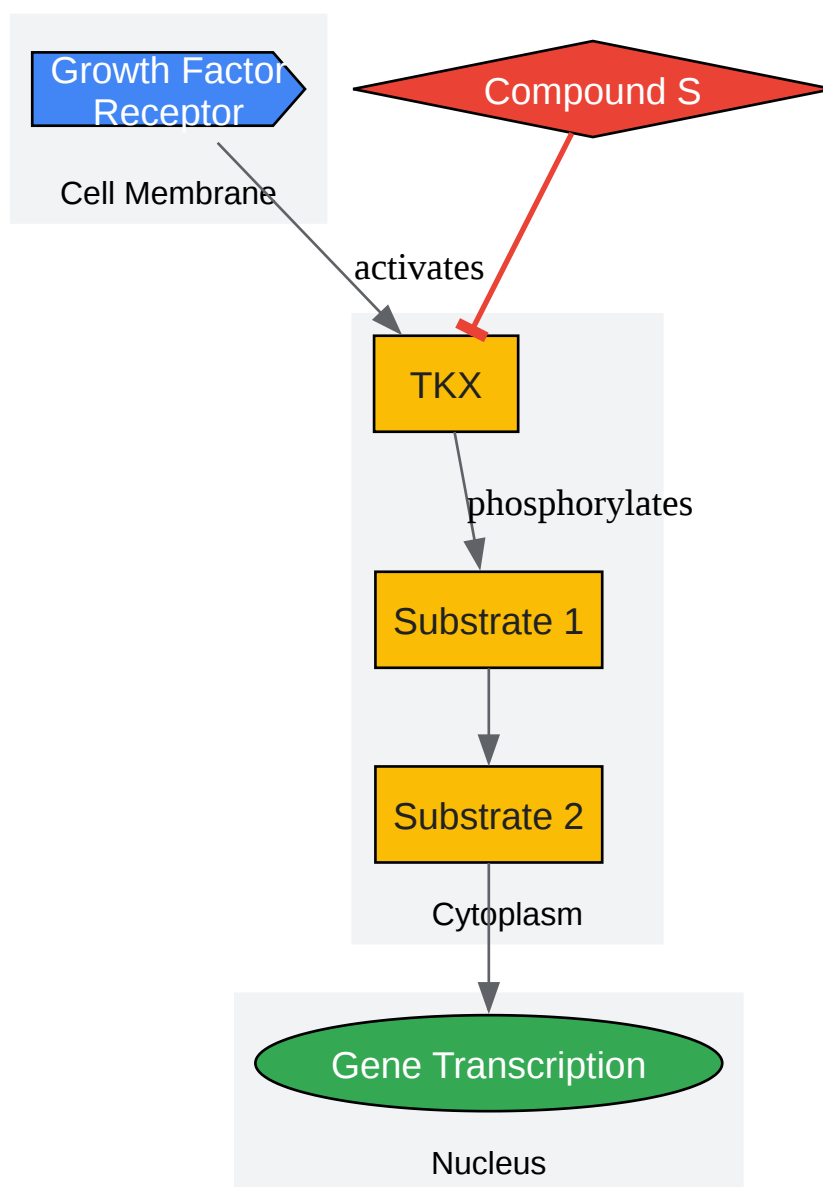 Growth Factor
Receptor
Compound S
Cell Membrane
activates
TKX
phosphorylates
Substrate 1
Substrate 2
Cytoplasm
Gene Transcription
Nucleus